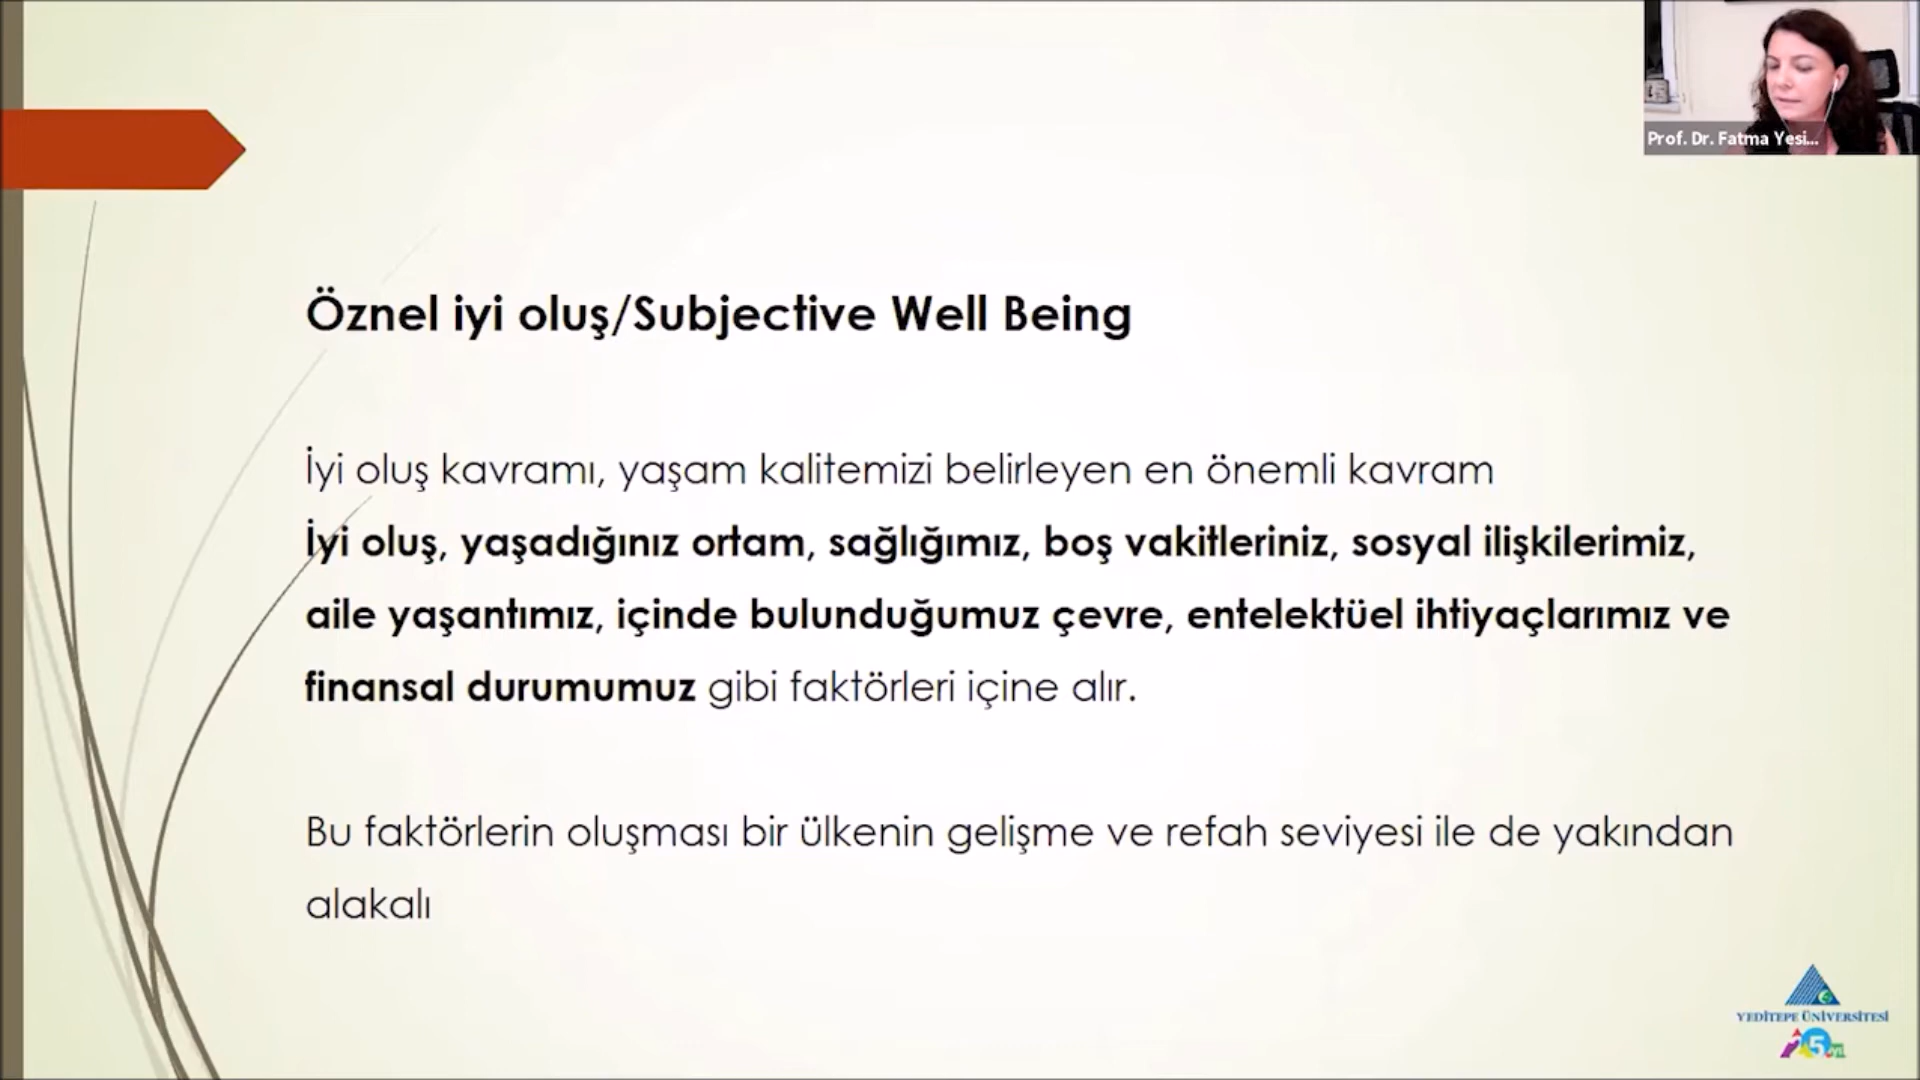 Prof. Dr. Fatma Yesi...
Öznel iyi oluş/Subjective Well Being
İyi oluş kavramı, yaşam kalitemizi belirleyen en önemli kavram
İyi oluş, yaşadığınız ortam, sağlığımız, boş vakitleriniz, sosyal ilişkilerimiz,
aile yaşantımız, içinde bulunduğumuz çevre, entelektüel ihtiyaçlarımız ve
finansal durumumuz gibi faktörleri içine alır.
Bu faktörlerin oluşması bir ülkenin gelişme ve refah seviyesi ile de yakından
alakalı
YEDİTEPE ÜNİVERSİTESİ